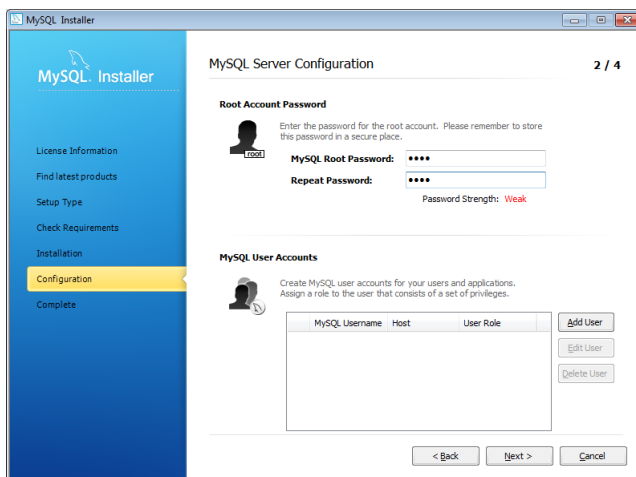 MySQL Installer
MySQL. Installer
License Information
Find latest products
Setup Type
Check Requirements
Installation
Configuration
Complete
MySQL Server Configuration
2 / 4
Root Account Password
root
Enter the password for the root account. Please remember to store
this password in a secure place.
MySQL Root Password: ●●●●
Repeat Password: ●●●●
Password Strength: Weak
MySQL User Accounts
Create MySQL user accounts for your users and applications.
Assign a role to the user that consists of a set of privileges.
MySQL Username Host User Role
Add User
Edit User
Delete User
< Back Next > Cancel